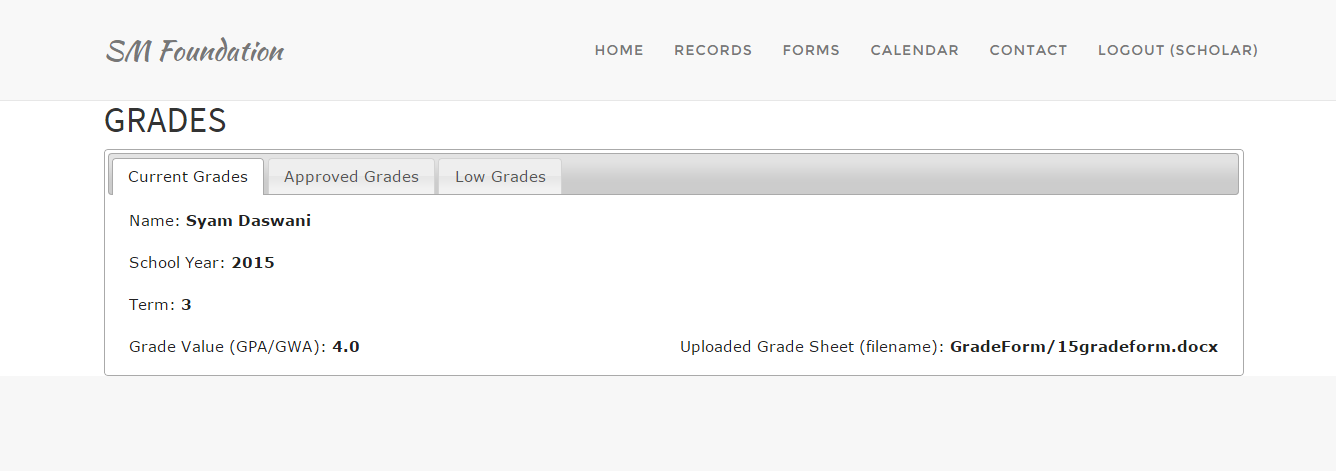 SM Foundation
HOME RECORDS FORMS CALENDAR CONTACT LOGOUT (SCHOLAR)
GRADES
Current Grades Approved Grades Low Grades
Name: Syam Daswani
School Year: 2015
Term: 3
Grade Value (GPA/GWA): 4.0 Uploaded Grade Sheet (filename): GradeForm/15gradeform.docx